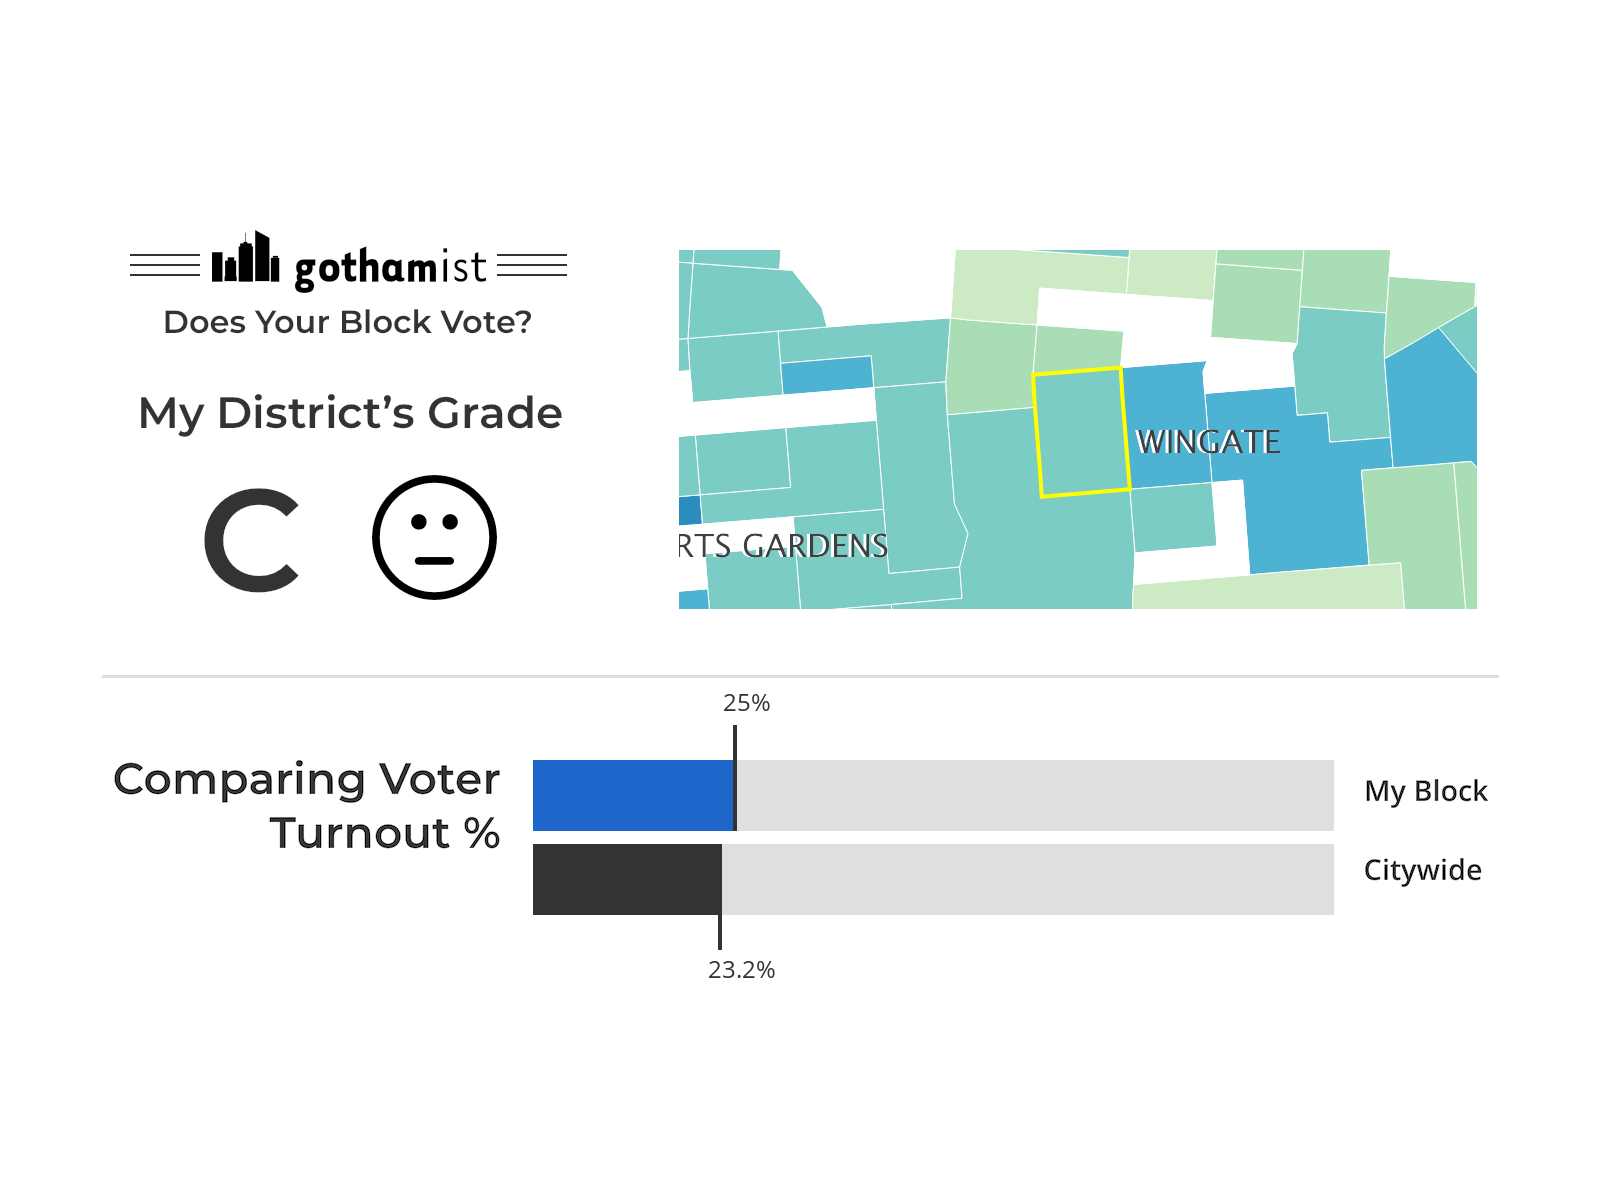 gothamist
Does Your Block Vote?
My District’s Grade
C
WINGATE
RTS GARDENS
25%
Comparing Voter
Turnout %
My Block
Citywide
23.2%